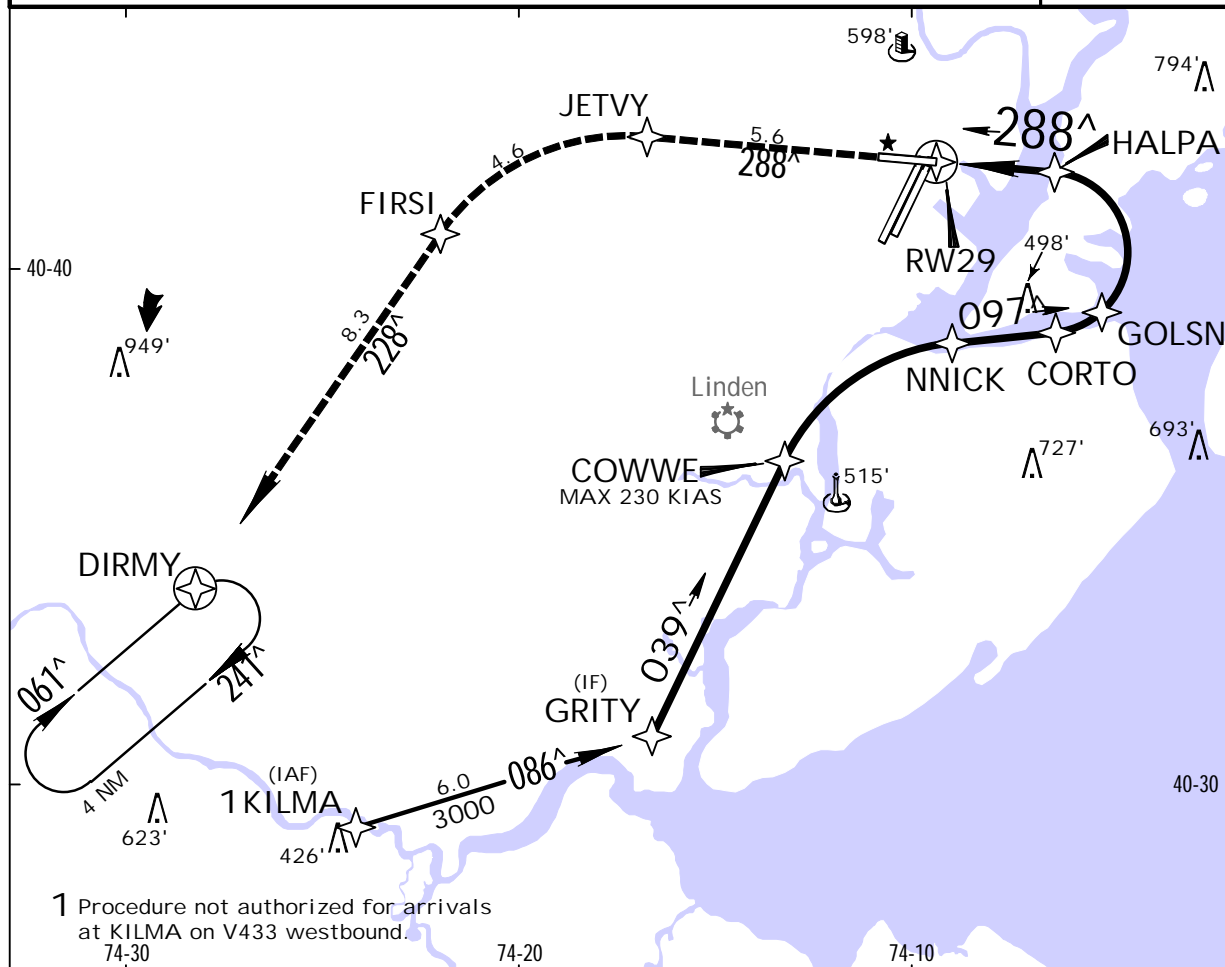 598'
794'
JETVY
288^
HALPA
5.6
288^
4.6
FIRSI
RW29
498'
40-40
097^
GOLSN
8.3
228^
949'
NNICK
CORTO
Linden
COWWE
MAX 230 KIAS
693'
727'
515'
DIRMY
039^
061^
241^
(IF)
GRITY
086^
4 NM
(IAF)
1 KILMA
6.0
3000
40-30
623'
426'
1 Procedure not authorized for arrivals
at KILMA on V433 westbound.
74-30
74-20
74-10